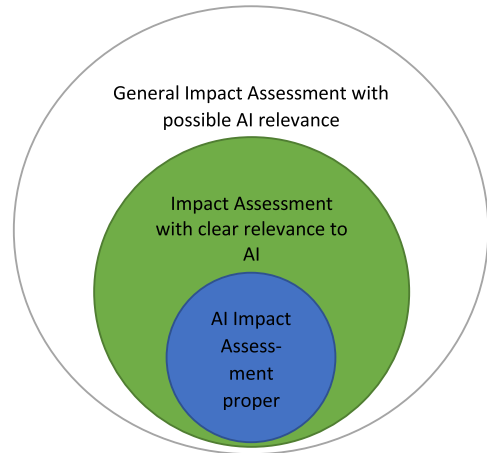 General Impact Assessment with
possible AI relevance
Impact Assessment
with clear relevance to
AI
AI Impact
Assess-
ment
proper